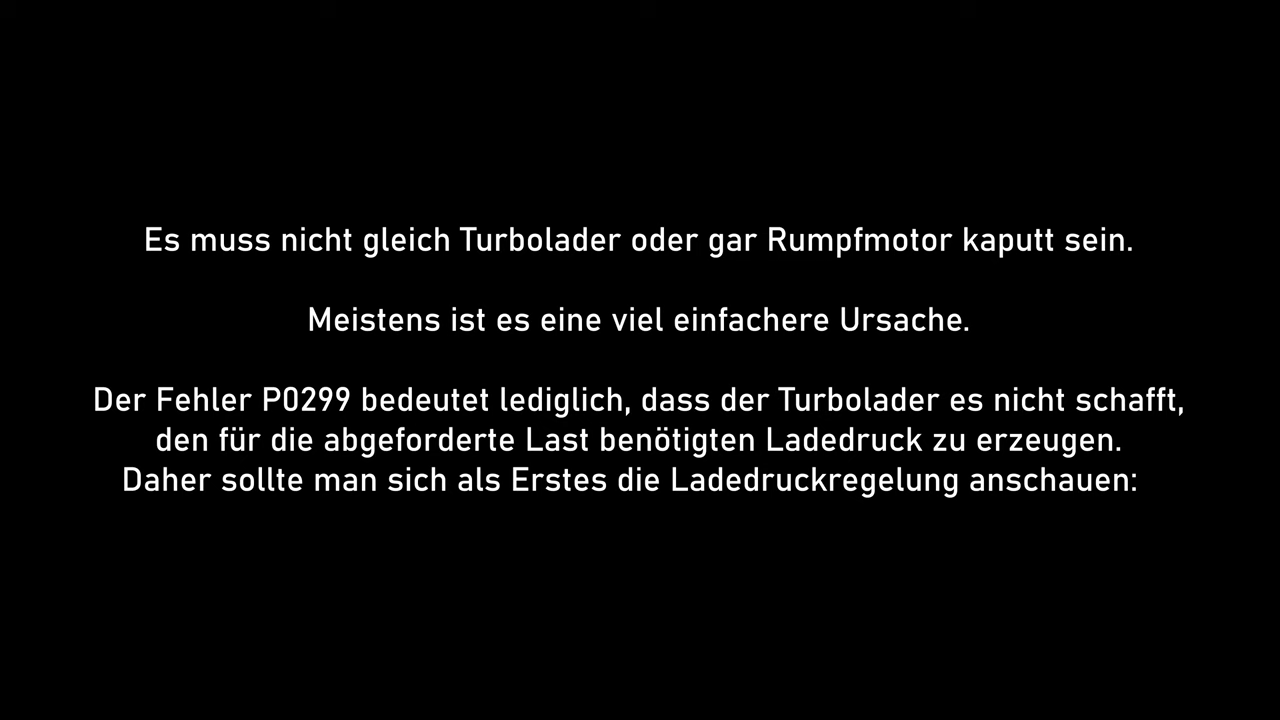 Es muss nicht gleich Turbolader oder gar Rumpfmotor kaputt sein.
Meistens ist es eine viel einfachere Ursache.
Der Fehler P0299 bedeutet lediglich, dass der Turbolader es nicht schafft,
den für die abgeforderte Last benötigten Ladedruck zu erzeugen.
Daher sollte man sich als Erstes die Ladedruckregelung anschauen: